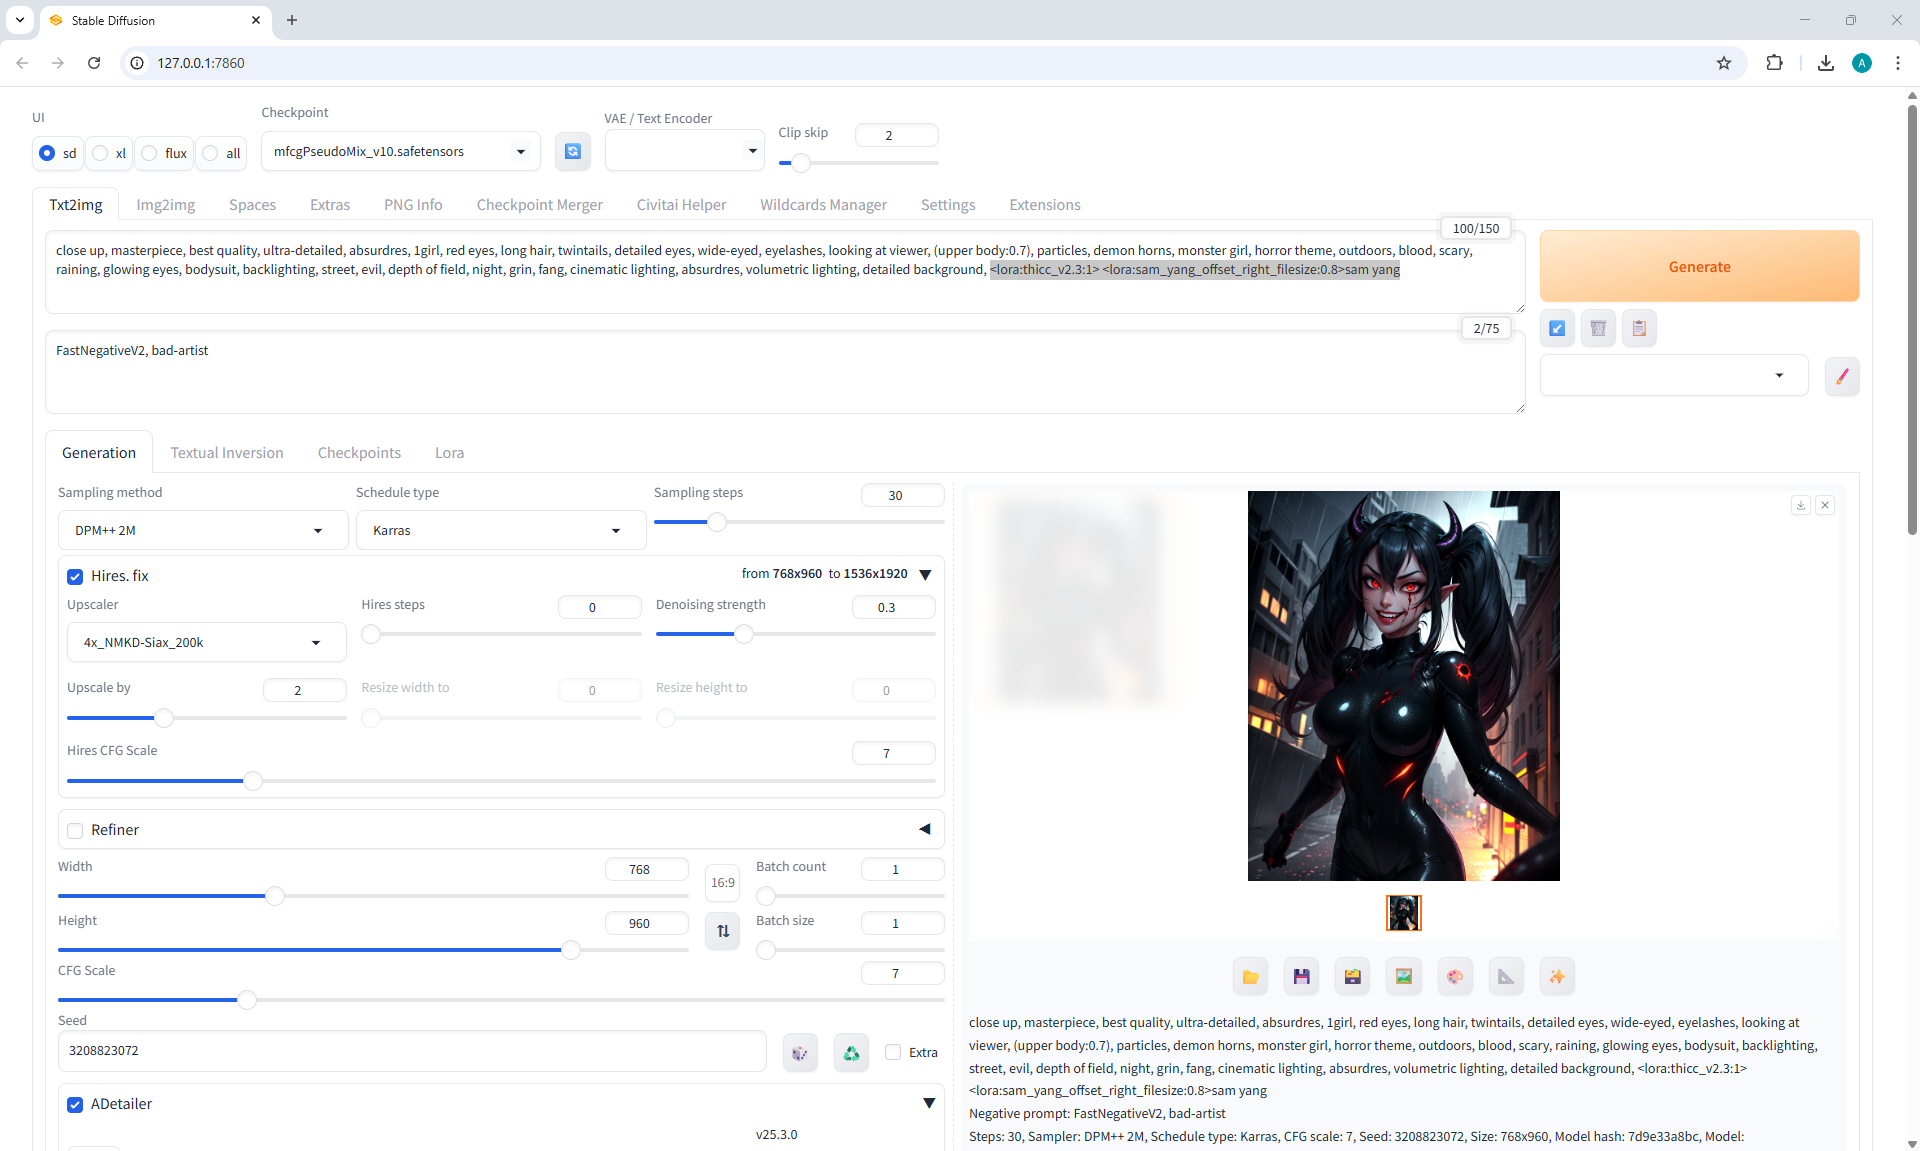 Stable Diffusion
127.0.0.1:7860
UI
sd
xl
flux
all
Checkpoint
mfcgPseudoMix_v10.safetensors
VAE / Text Encoder
Clip skip
2
Txt2img
Img2img
Spaces
Extras
PNG Info
Checkpoint Merger
Civitai Helper
Wildcards Manager
Settings
Extensions
100/150
close up, masterpiece, best quality, ultra-detailed, absurdres, 1girl, red eyes, long hair, twintails, detailed eyes, wide-eyed, eyelashes, looking at viewer, (upper body:0.7), particles, demon horns, monster girl, horror theme, outdoors, blood, scary,
raining, glowing eyes, bodysuit, backlighting, street, evil, depth of field, night, grin, fang, cinematic lighting, absurdres, volumetric lighting, detailed background, <lora:thicc_v2.3:1> <lora:sam_yang_offset_right_filesize:0.8>sam yang
Generate
2/75
FastNegativeV2, bad-artist
Generation
Textual Inversion
Checkpoints
Lora
Sampling method
DPM++ 2M
Schedule type
Karras
Sampling steps
30
Hires. fix
from 768x960 to 1536x1920
Upscaler
4x_NMKD-Siax_200k
Hires steps
0
Denoising strength
0.3
Upscale by
2
Resize width to
0
Resize height to
0
Hires CFG Scale
7
Refiner
Width
768
16:9
Batch count
1
Height
960
Batch size
1
CFG Scale
7
Seed
3208823072
Extra
ADetailer
v25.3.0
close up, masterpiece, best quality, ultra-detailed, absurdres, 1girl, red eyes, long hair, twintails, detailed eyes, wide-eyed, eyelashes, looking at
viewer, (upper body:0.7), particles, demon horns, monster girl, horror theme, outdoors, blood, scary, raining, glowing eyes, bodysuit, backlighting,
street, evil, depth of field, night, grin, fang, cinematic lighting, absurdres, volumetric lighting, detailed background, <lora:thicc_v2.3:1>
<lora:sam_yang_offset_right_filesize:0.8>sam yang
Negative prompt: FastNegativeV2, bad-artist
Steps: 30, Sampler: DPM++ 2M, Schedule type: Karras, CFG scale: 7, Seed: 3208823072, Size: 768x960, Model hash: 7d9e33a8bc, Model:
A